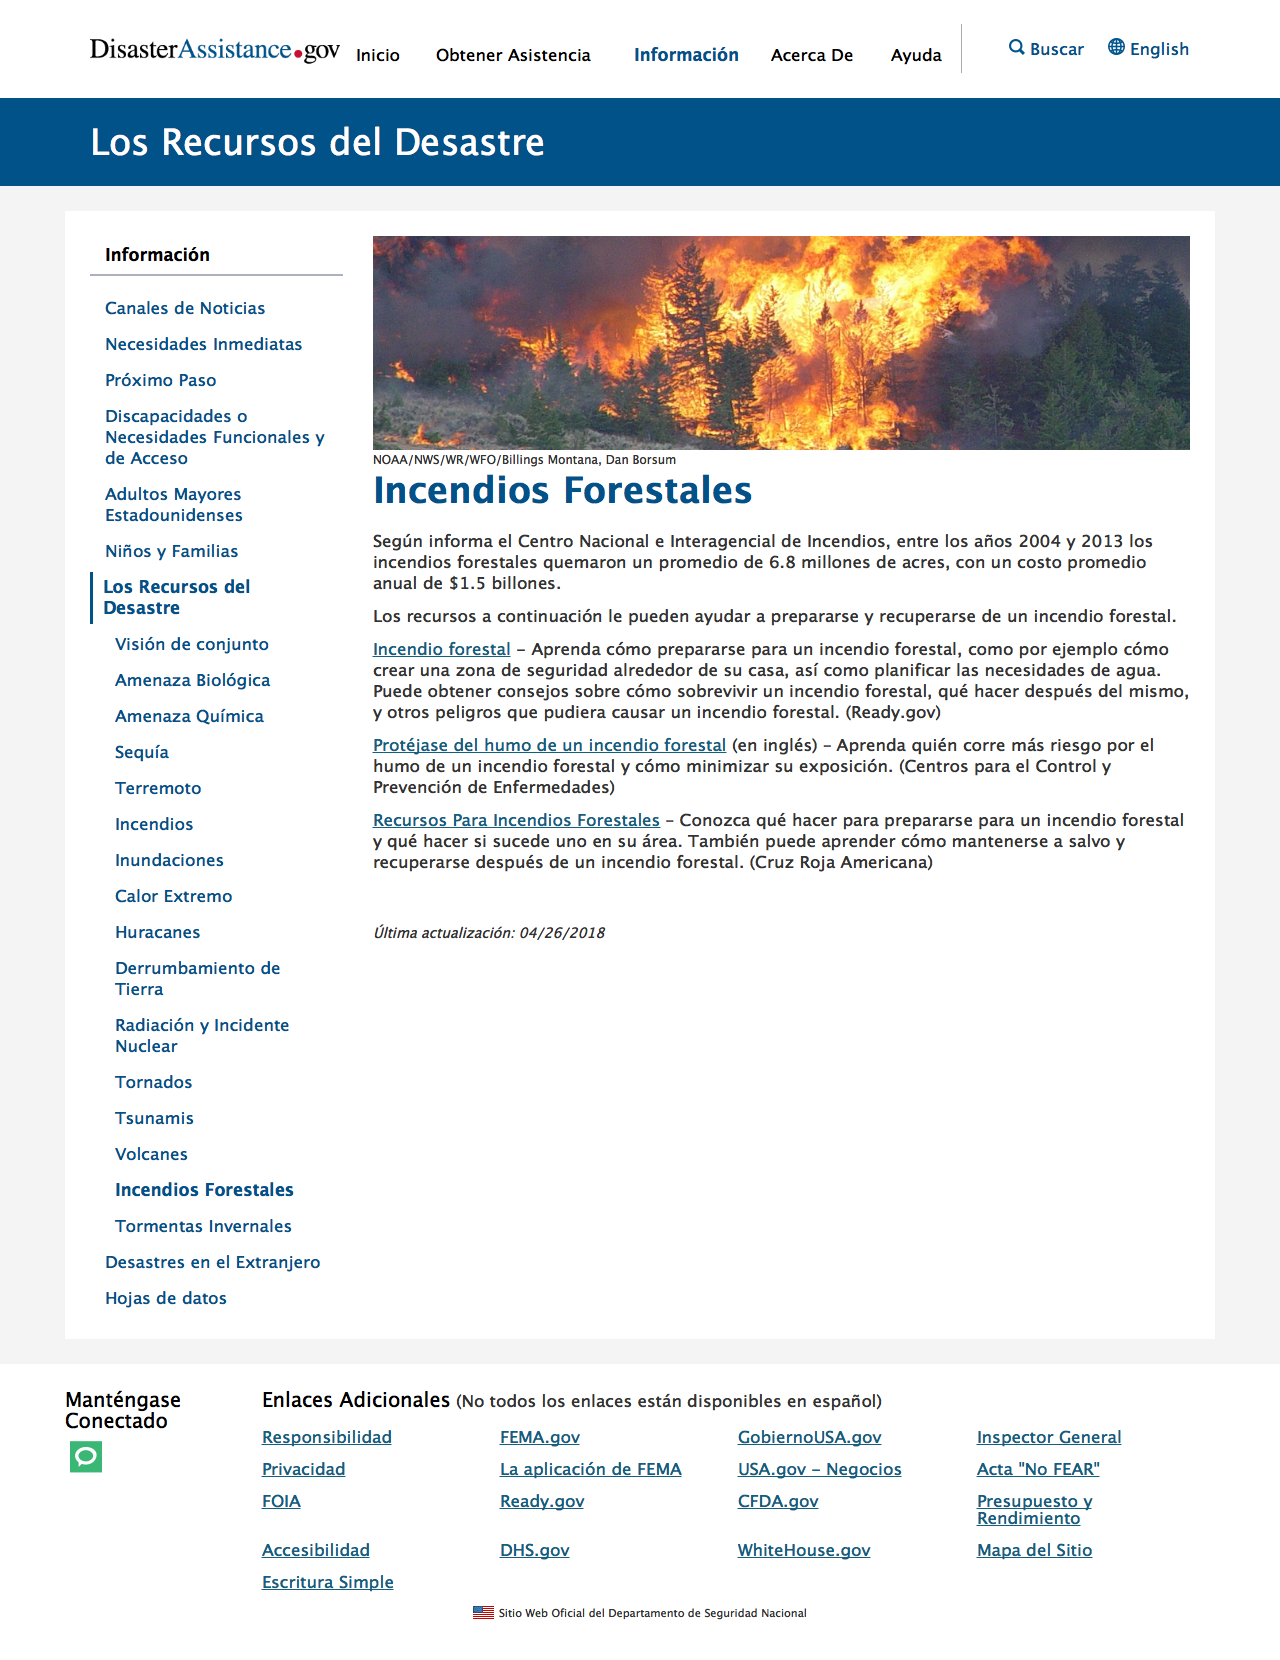 DisasterAssistance.gov
Inicio
Obtener Asistencia
Información
Acerca De
Ayuda
Buscar
English
Los Recursos del Desastre
Información
Canales de Noticias
Necesidades Inmediatas
Próximo Paso
Discapacidades o
Necesidades Funcionales y
de Acceso
Adultos Mayores
Estadounidenses
Niños y Familias
Los Recursos del
Desastre
Visión de conjunto
Amenaza Biológica
Amenaza Química
Sequía
Terremoto
Incendios
Inundaciones
Calor Extremo
Huracanes
Derrumbamiento de
Tierra
Radiación y Incidente
Nuclear
Tornados
Tsunamis
Volcanes
Incendios Forestales
Tormentas Invernales
Desastres en el Extranjero
Hojas de datos
NOAA/NWS/WR/WFO/Billings Montana, Dan Borsum
Incendios Forestales
Según informa el Centro Nacional e Interagencial de Incendios, entre los años 2004 y 2013 los
incendios forestales quemaron un promedio de 6.8 millones de acres, con un costo promedio
anual de $1.5 billones.
Los recursos a continuación le pueden ayudar a prepararse y recuperarse de un incendio forestal.
Incendio forestal – Aprenda cómo prepararse para un incendio forestal, como por ejemplo cómo
crear una zona de seguridad alrededor de su casa, así como planificar las necesidades de agua.
Puede obtener consejos sobre cómo sobrevivir un incendio forestal, qué hacer después del mismo,
y otros peligros que pudiera causar un incendio forestal. (Ready.gov)
Protéjase del humo de un incendio forestal (en inglés) – Aprenda quién corre más riesgo por el
humo de un incendio forestal y cómo minimizar su exposición. (Centros para el Control y
Prevención de Enfermedades)
Recursos Para Incendios Forestales – Conozca qué hacer para prepararse para un incendio forestal
y qué hacer si sucede uno en su área. También puede aprender cómo mantenerse a salvo y
recuperarse después de un incendio forestal. (Cruz Roja Americana)
Última actualización: 04/26/2018
Manténgase
Conectado
Enlaces Adicionales (No todos los enlaces están disponibles en español)
Responsibilidad
FEMA.gov
GobiernoUSA.gov
Inspector General
Privacidad
La aplicación de FEMA
USA.gov – Negocios
Acta "No FEAR"
FOIA
Ready.gov
CFDA.gov
Presupuesto y
Rendimiento
Accesibilidad
DHS.gov
WhiteHouse.gov
Mapa del Sitio
Escritura Simple
Sitio Web Oficial del Departamento de Seguridad Nacional